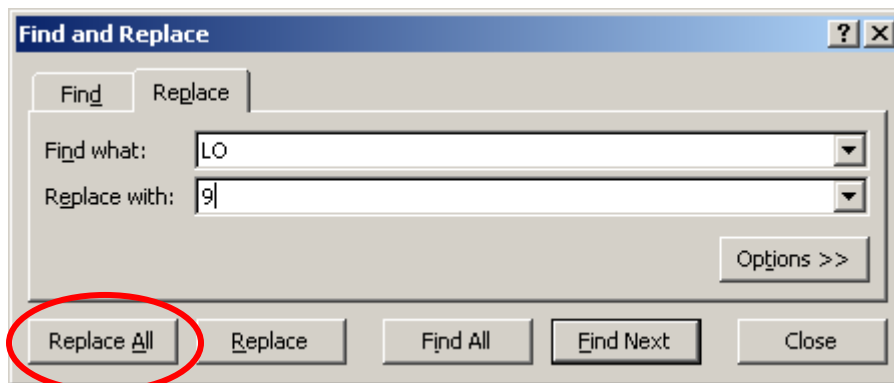 Find and Replace
Find Replace
Find what: LO
Replace with: 9
Options >>
Replace All Replace Find All Find Next Close